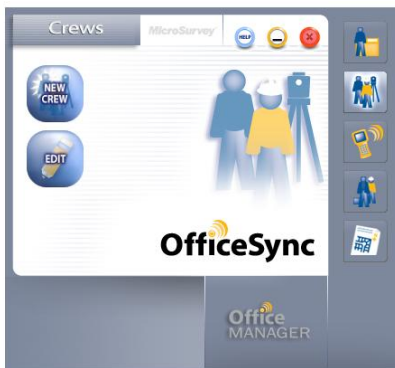 Crews
MicroSurvey
HELP
NEW
CREW
EDIT
OfficeSync
Office
MANAGER